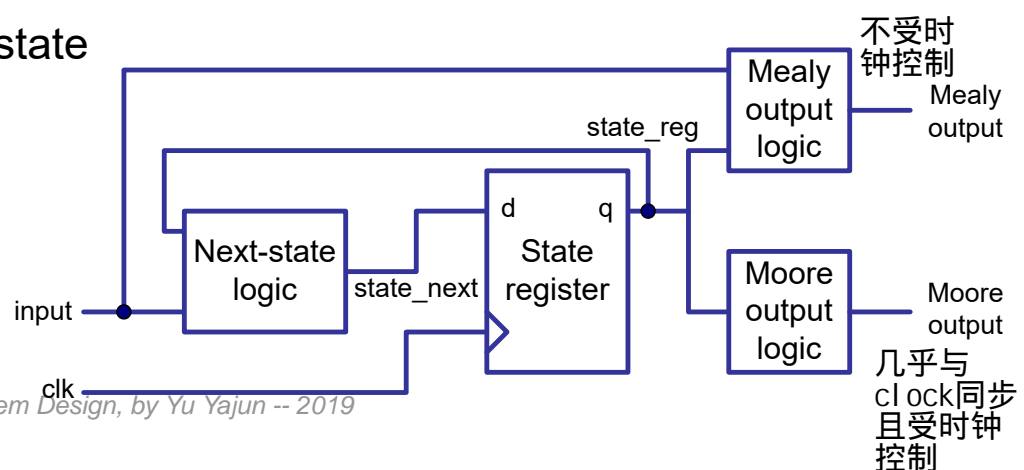 state
不受时
钟控制
Mealy
output
logic
Mealy
output
state_reg
d
q
Next-state
logic
State
register
state_next
Moore
output
logic
Moore
output
input
几乎与
clock同步
且受时钟
控制
clk
em Design, by Yu Yajun -- 2019